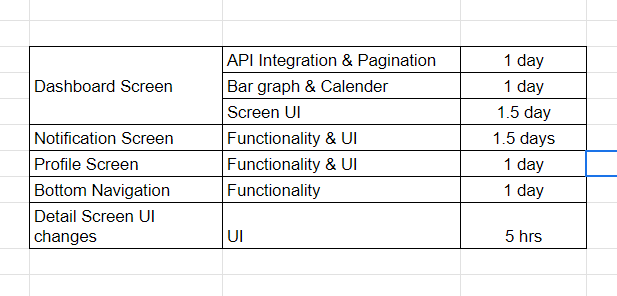 API Integration & Pagination 1 day
Dashboard Screen Bar graph & Calender 1 day
Screen UI 1.5 day
Notification Screen Functionality & UI 1.5 days
Profile Screen Functionality & UI 1 day
Bottom Navigation Functionality 1 day
Detail Screen UI
changes UI 5 hrs